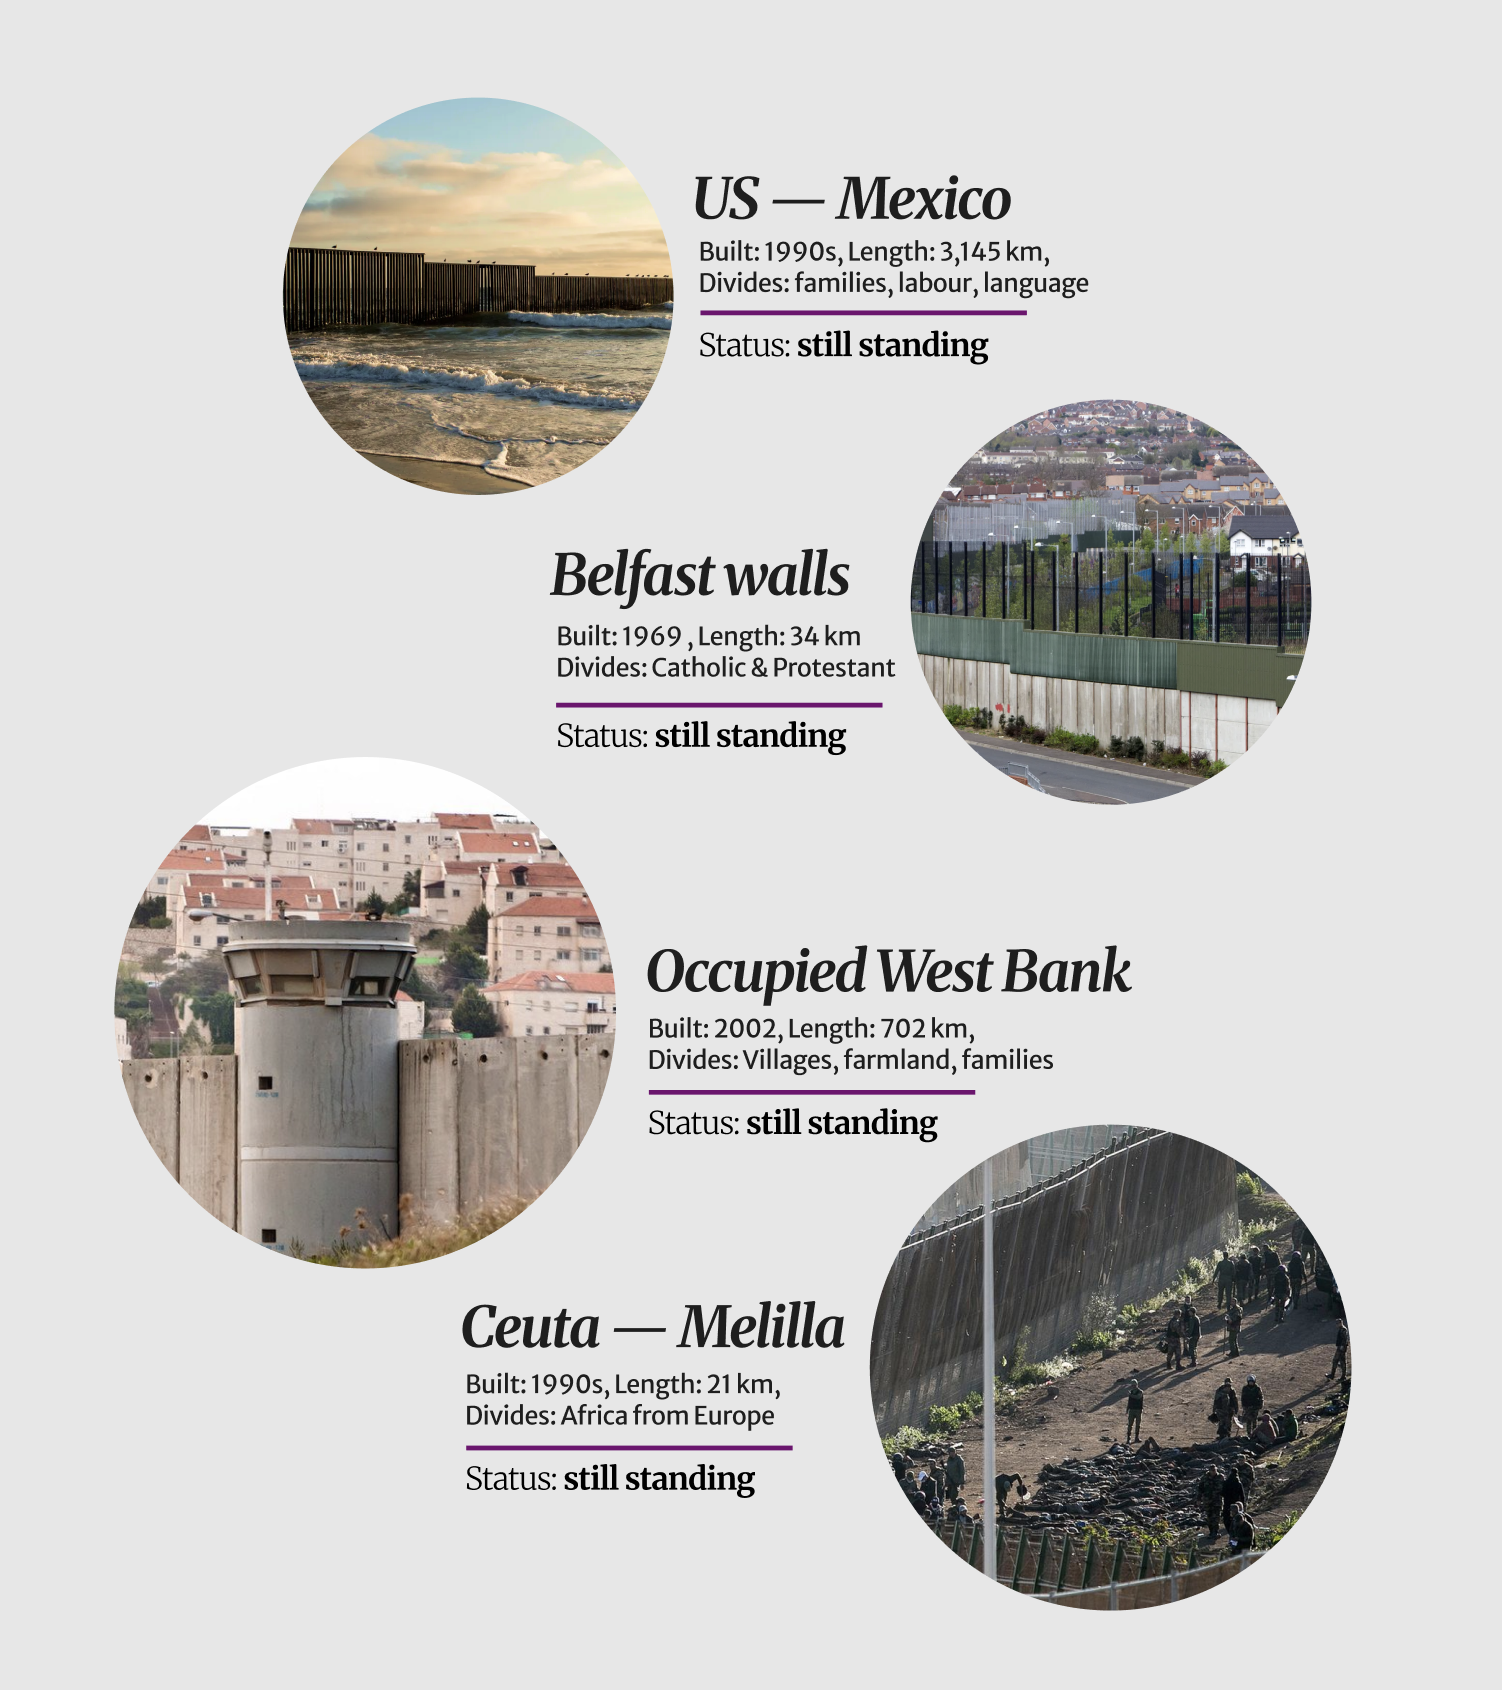 US — Mexico
Built: 1990s, Length: 3,145 km,
Divides: families, labour, language
Status: still standing
Belfast walls
Built: 1969 , Length: 34 km
Divides: Catholic & Protestant
Status: still standing
Occupied West Bank
Built: 2002, Length: 702 km,
Divides: Villages, farmland, families
Status: still standing
Ceuta — Melilla
Built: 1990s, Length: 21 km,
Divides: Africa from Europe
Status: still standing